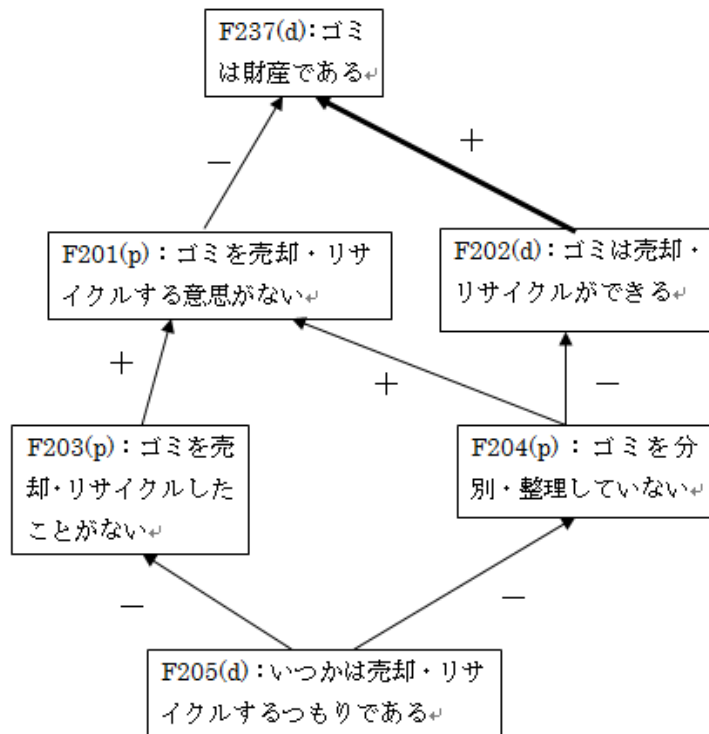 F237(d):ゴミ
は財産である↵
－
＋
F201(p)：ゴミを売却・リサ
イクルする意思がない↵
F202(d)：ゴミは売却・
リサイクルができる↵
＋
＋
－
F203(p)：ゴミを売
却・リサイクルした
ことがない↵
F204(p)：ゴミを分
別・整理していない↵
－
－
F205(d)：いつかは売却・リサ
イクルするつもりである↵